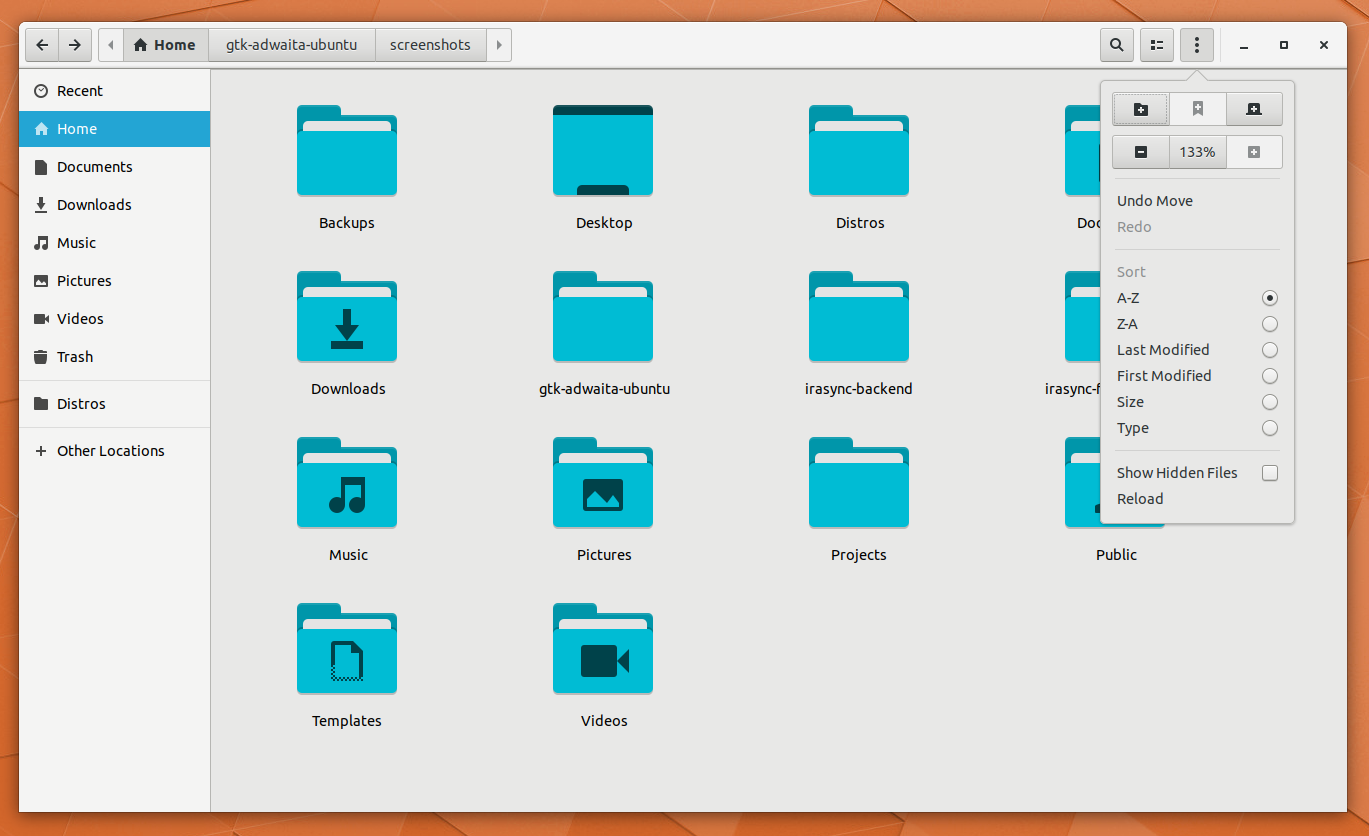 Home gtk-adwaita-ubuntu screenshots
Recent
Home
Documents
Downloads
Music
Pictures
Videos
Trash
Distros
Other Locations
Backups Desktop Distros Doc
Downloads gtk-adwaita-ubuntu irasync-backend irasync-f
Music Pictures Projects Public
Templates Videos
133%
Undo Move
Redo
Sort
A-Z
Z-A
Last Modified
First Modified
Size
Type
Show Hidden Files
Reload